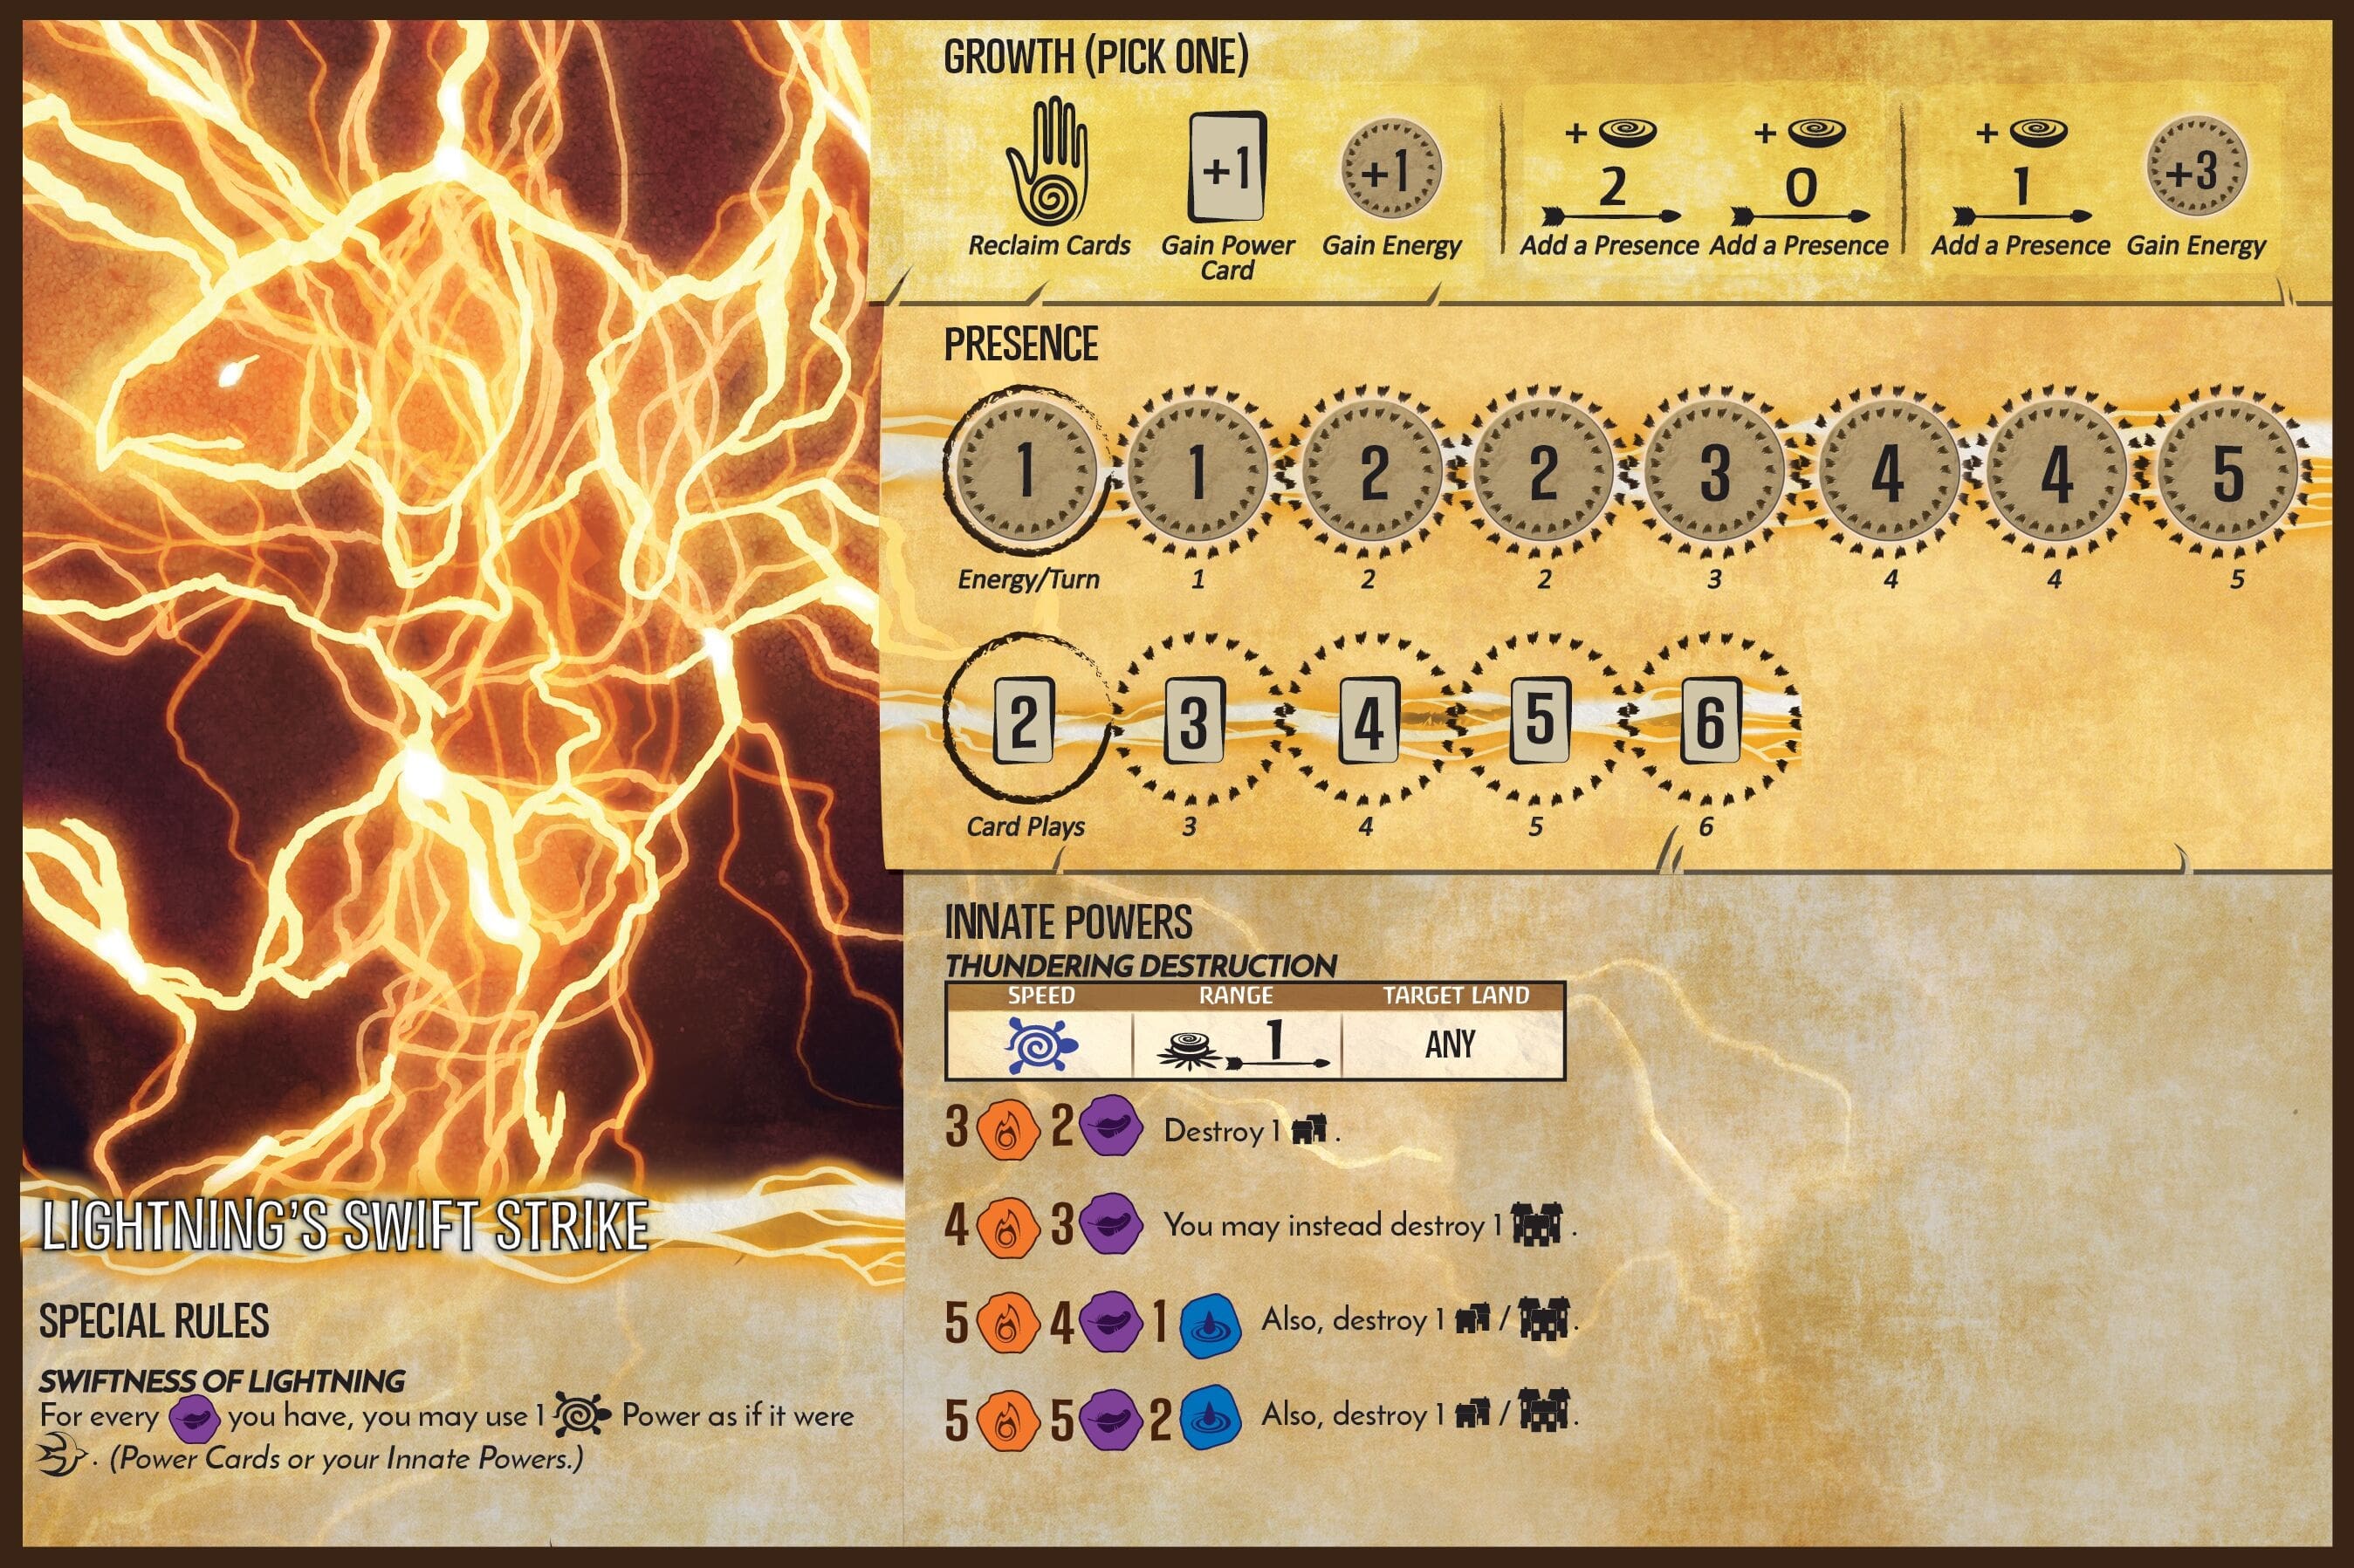 GROWTH (PICK ONE)
+1 +1 + 2 + 0 + 1 +3
Reclaim Cards Gain Power Card Gain Energy Add a Presence Add a Presence Add a Presence Gain Energy
PRESENCE
1 1 2 2 3 4 4 5
Energy/Turn 1 2 2 3 4 4 5
2 3 4 5 6
Card Plays 3 4 5 6
INNATE POWERS
THUNDERING DESTRUCTION
SPEED RANGE TARGET LAND
1 ANY
3 2 Destroy 1 .
4 3 You may instead destroy 1 .
5 4 1 Also, destroy 1 / .
5 5 2 Also, destroy 1 / .
LIGHTNING'S SWIFT STRIKE
SPECIAL RULES
SWIFTNESS OF LIGHTNING
For every you have, you may use 1 Power as if it were
. (Power Cards or your Innate Powers.)